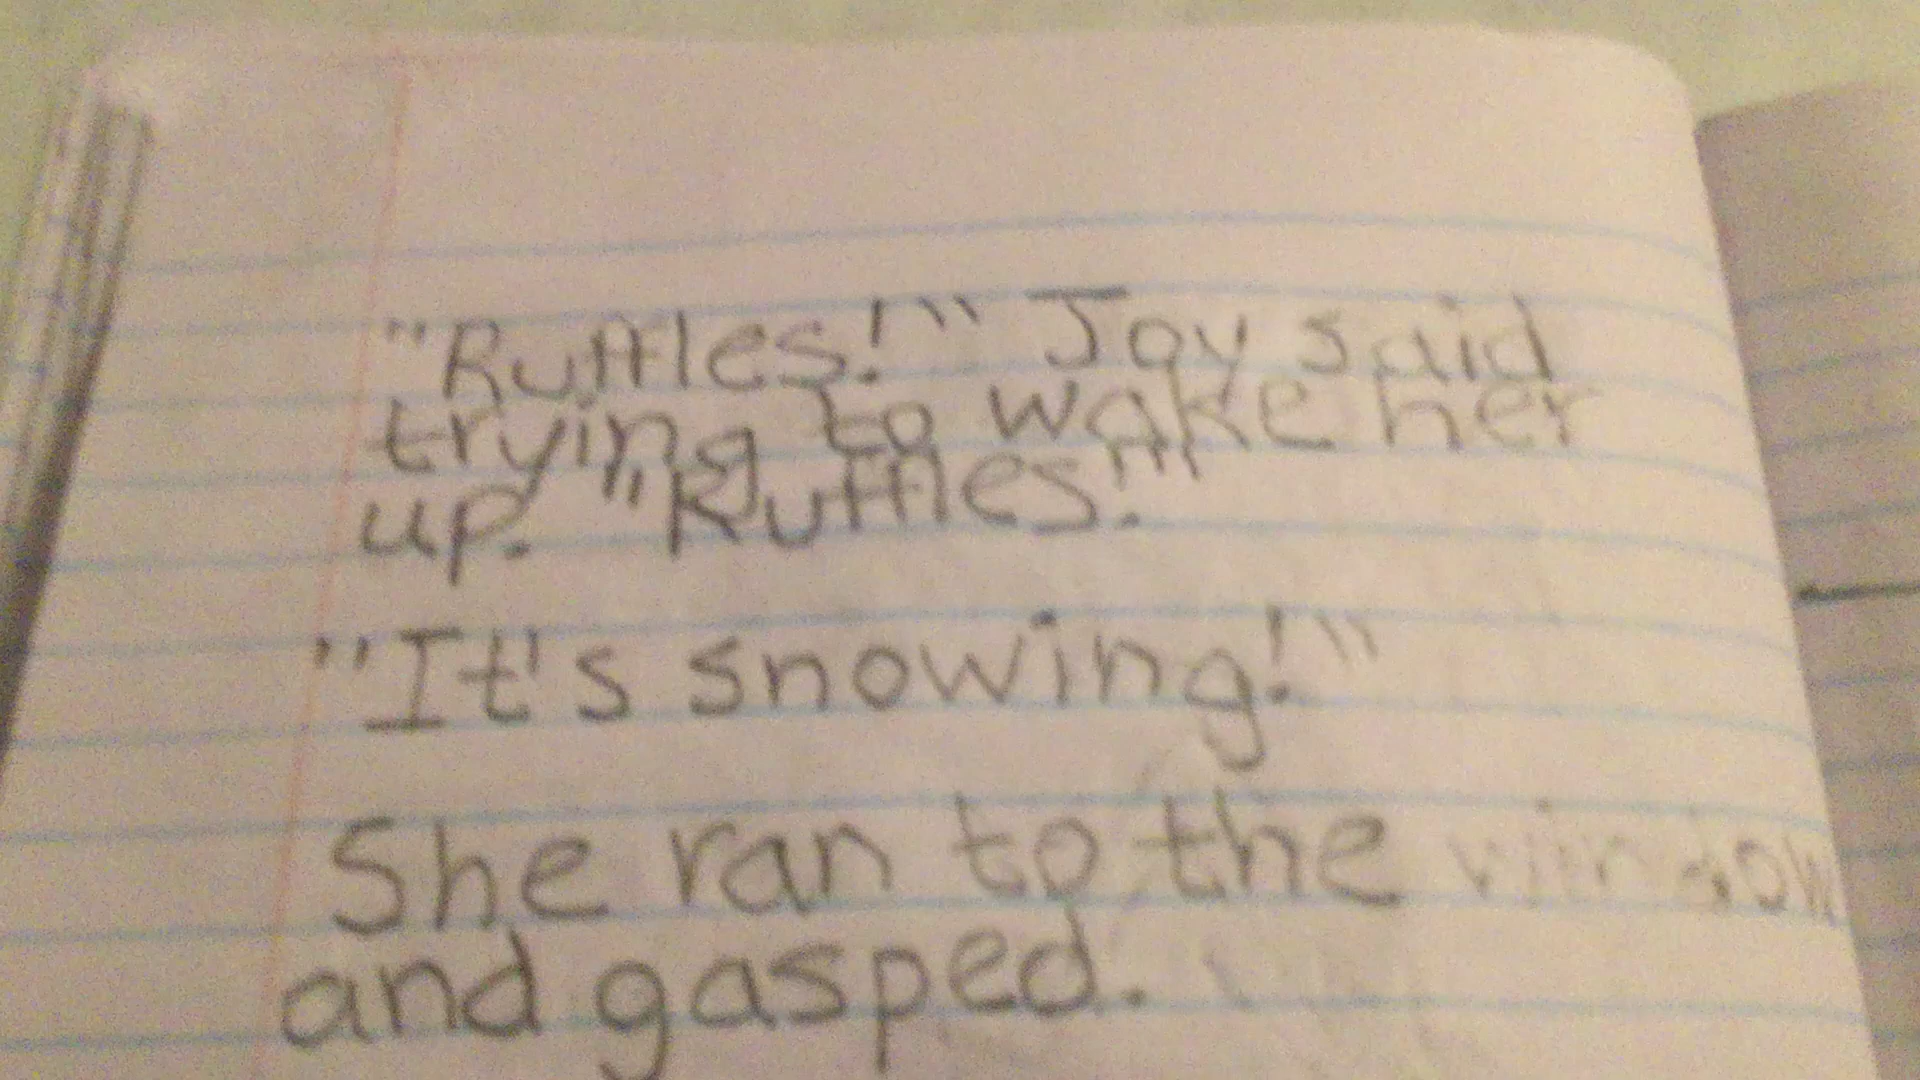 "Ruffles!" Joy said
trying to wake her
up. "Ruffles!"
"It's snowing!"
She ran to the window
and gasped.